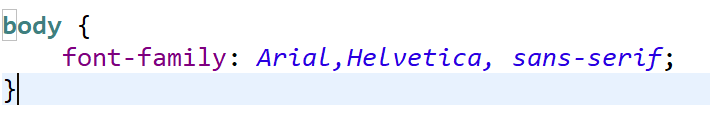 body {
    font-family: Arial,Helvetica, sans-serif;
}